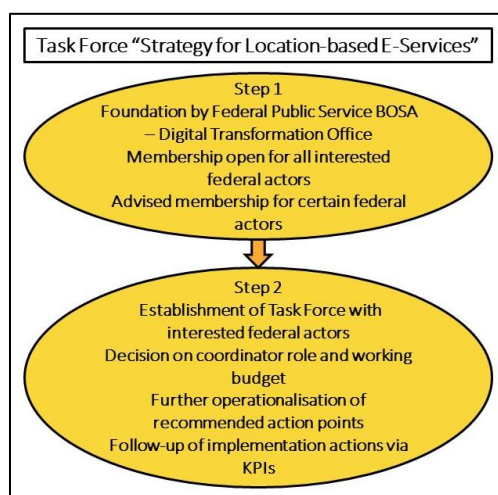 Task Force “Strategy for Location-based E-Services”
Step 1
Foundation by Federal Public Service BOSA
– Digital Transformation Office
Membership open for all interested
federal actors
Advised membership for certain federal
actors
Step 2
Establishment of Task Force with
interested federal actors
Decision on coordinator role and working
budget
Further operationalisation of
recommended action points
Follow-up of implementation actions via
KPIs